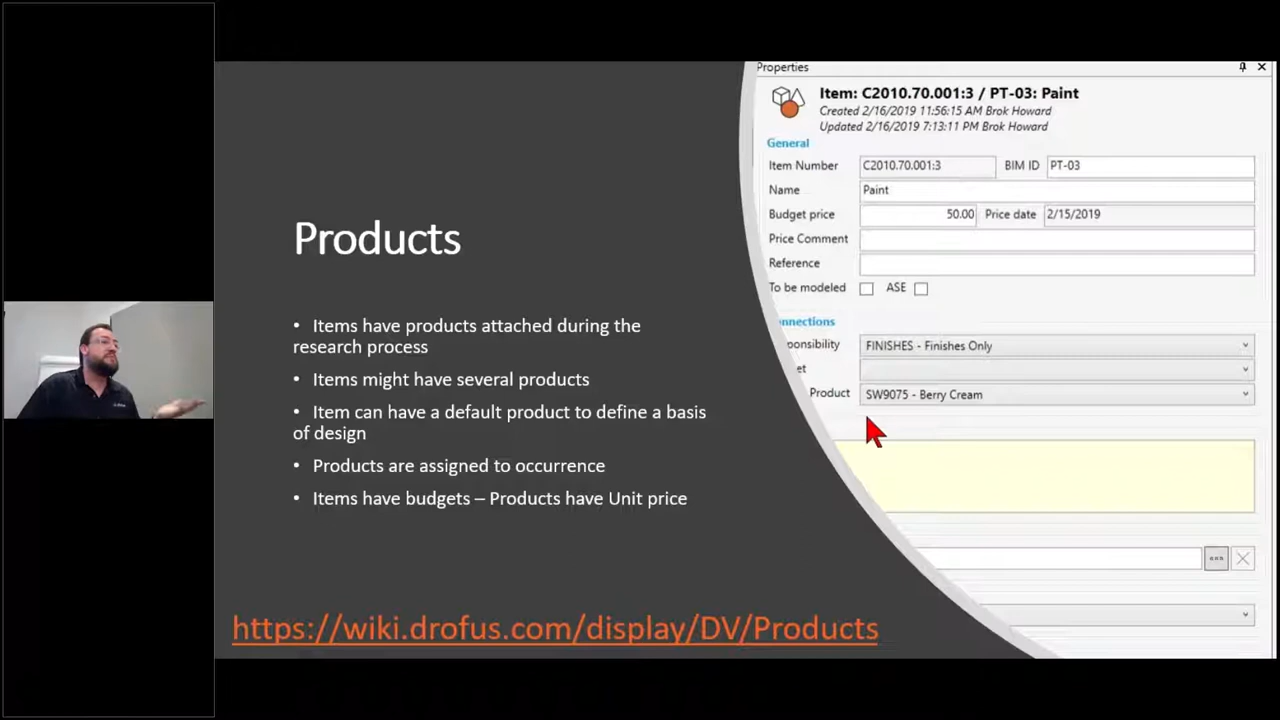 Products
• Items have products attached during the
research process
• Items might have several products
• Item can have a default product to define a basis
of design
• Products are assigned to occurrence
• Items have budgets – Products have Unit price
https://wiki.drofus.com/display/DV/Products
Properties
Item: C2010.70.001:3 / PT-03: Paint
Created 2/16/2019 11:56:15 AM Brok Howard
Updated 2/16/2019 7:13:11 PM Brok Howard
General
Item Number C2010.70.001:3 BIM ID PT-03
Name Paint
Budget price 50.00 Price date 2/15/2019
Price Comment
Reference
To be modeled ASE
nnections
ponsibility FINISHES - Finishes Only
et
Product SW9075 - Berry Cream